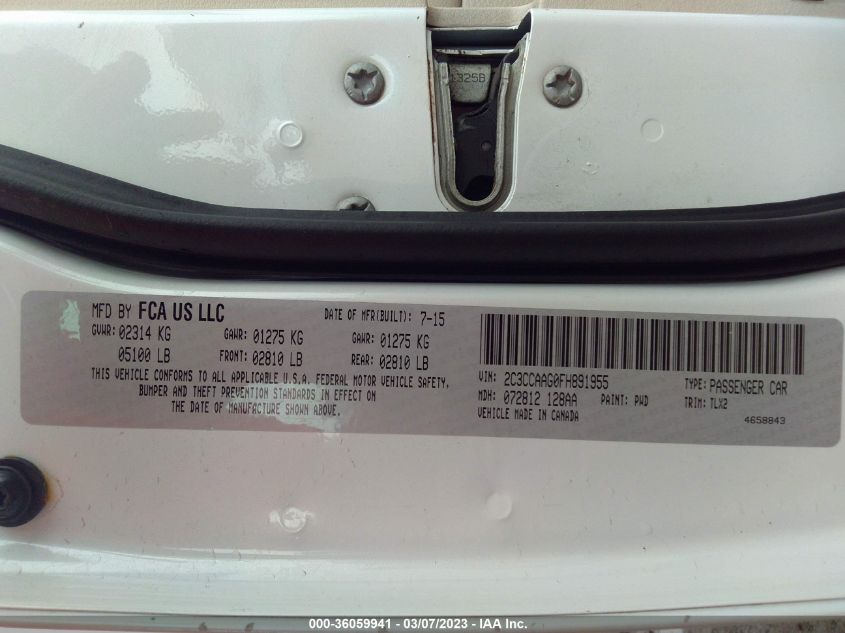 1325B
MFD BY FCA US LLC DATE OF MFR(BUILT): 7-15
GVWR: 02314 KG GAWR: 01275 KG GAWR: 01275 KG
05100 LB FRONT: 02810 LB REAR: 02810 LB
THIS VEHICLE CONFORMS TO ALL APPLICABLE U.S.A. FEDERAL MOTOR VEHICLE SAFETY,
BUMPER AND THEFT PREVENTION STANDARDS IN EFFECT ON
THE DATE OF MANUFACTURE SHOWN ABOVE.
VIN: 2C3CCAAG0FH891955 TYPE: PASSENGER CAR
MDH: 072812 128AA PAINT: PWD TRIM: TLX2
VEHICLE MADE IN CANADA 4658843
000-36059941 — 03/07/2023 — IAA Inc.